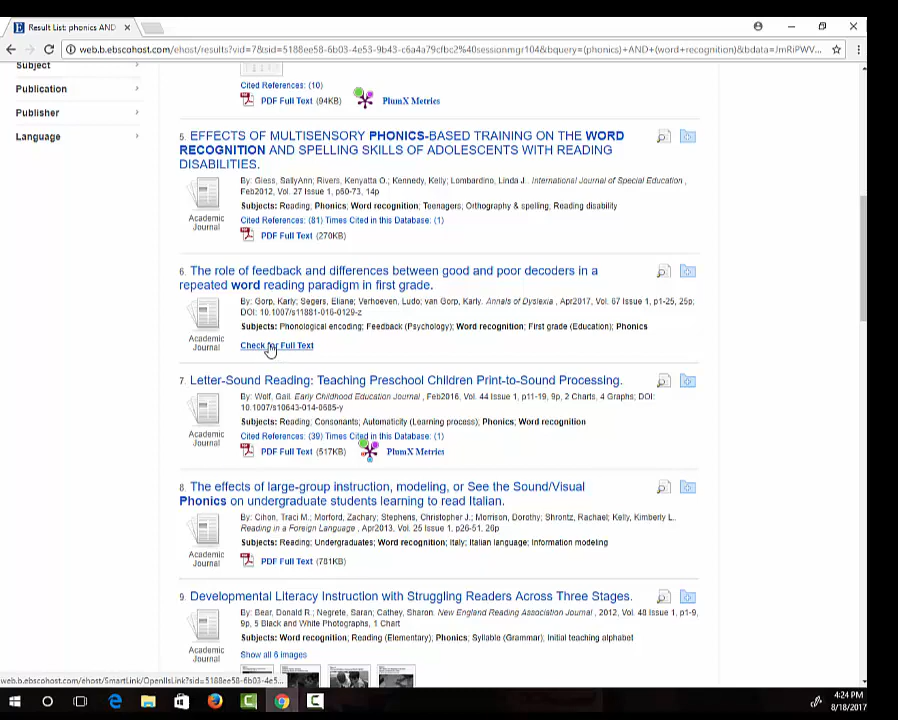 Result List: phonics AND
web.b.ebscohost.com/ehost/results?vid=7&sid=5188ee58-6b03-4e53-9b43-c6a4a79cfbc2%40sessionmgr104&bquery=(phonics)+AND+(word+recognition)&bdata=JmRiPWV...
Subject
Publication
Publisher
Language
Cited References: (10)
PDF Full Text (94KB) PlumX Metrics
5. EFFECTS OF MULTISENSORY PHONICS-BASED TRAINING ON THE WORD
RECOGNITION AND SPELLING SKILLS OF ADOLESCENTS WITH READING
DISABILITIES.
By: Giess, SallyAnn; Rivers, Kenyatta O.; Kennedy, Kelly; Lombardino, Linda J.. International Journal of Special Education ,
Feb2012, Vol. 27 Issue 1, p60-73, 14p
Subjects: Reading; Phonics; Word recognition; Teenagers; Orthography & spelling; Reading disability
Academic
Journal
Cited References: (81) Times Cited in this Database: (1)
PDF Full Text (270KB)
6. The role of feedback and differences between good and poor decoders in a
repeated word reading paradigm in first grade.
By: Gorp, Karly; Segers, Eliane; Verhoeven, Ludo; van Gorp, Karly. Annals of Dyslexia , Apr2017, Vol. 67 Issue 1, p1-25, 25p;
DOI: 10.1007/s11881-016-0129-z
Subjects: Phonological encoding; Feedback (Psychology); Word recognition; First grade (Education); Phonics
Academic
Journal
Check for Full Text
7. Letter-Sound Reading: Teaching Preschool Children Print-to-Sound Processing.
By: Wolf, Gail. Early Childhood Education Journal , Feb2016, Vol. 44 Issue 1, p11-19, 9p, 2 Charts, 4 Graphs; DOI:
10.1007/s10643-014-0685-y
Subjects: Reading; Consonants; Automaticity (Learning process); Phonics; Word recognition
Academic
Journal
Cited References: (39) Times Cited in this Database: (1)
PDF Full Text (517KB) PlumX Metrics
8. The effects of large-group instruction, modeling, or See the Sound/Visual
Phonics on undergraduate students learning to read Italian.
By: Cihon, Traci M.; Morford, Zachary; Stephens, Christopher J.; Morrison, Dorothy; Shrontz, Rachael; Kelly, Kimberly L..
Reading in a Foreign Language , Apr2013, Vol. 25 Issue 1, p26-51, 26p
Subjects: Reading; Undergraduates; Word recognition; Italy; Italian language; Information modeling
Academic
Journal
PDF Full Text (781KB)
9. Developmental Literacy Instruction with Struggling Readers Across Three Stages.
By: Bear, Donald R.; Negrete, Saran; Cathey, Sharon. New England Reading Association Journal , 2012, Vol. 48 Issue 1, p1-9,
9p, 5 Black and White Photographs, 1 Chart
Subjects: Word recognition; Reading (Elementary); Phonics; Syllable (Grammar); Initial teaching alphabet
Academic
Journal
Show all 6 images
web.b.ebscohost.com/ehost/SmartLink/OpenIlsLink?sid=5188ee58-6b03-4e5...
4:24 PM
8/18/2017